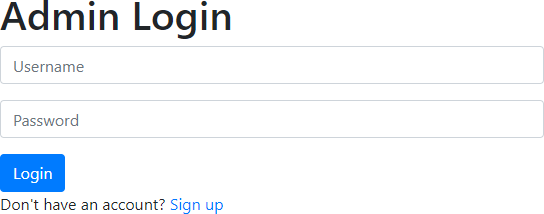 Admin Login
Username
Password
Login
Don't have an account? Sign up